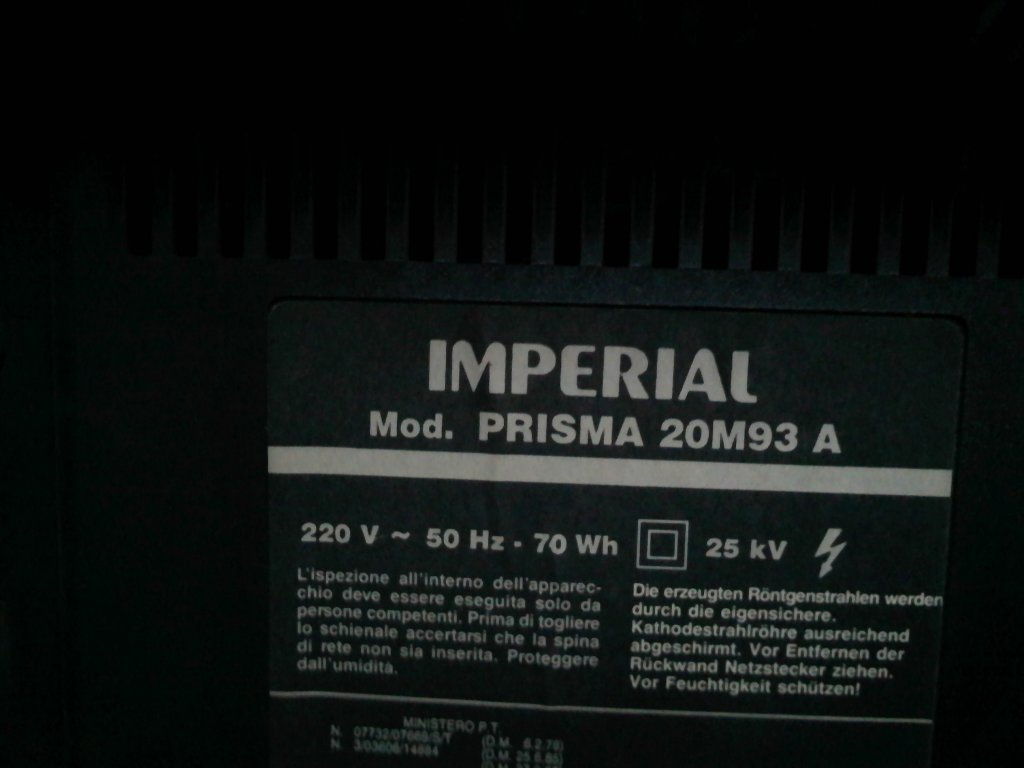 IMPERIAL
Mod. PRISMA 20M93 A
220 V ~ 50 Hz - 70 Wh 25 kV
L'ispezione all'interno dell'apparec-
chio deve essere eseguita solo da
persone competenti. Prima di togliere
lo schienale accertarsi che la spina
di rete non sia inserita. Proteggere
dall'umidità.
Die erzeugten Röntgenstrahlen werden
durch die eigensichere.
Kathodestrahlröhre ausreichend
abgeschirmt. Vor Entfernen der
Rückwand Netzstecker ziehen.
Vor Feuchtigkeit schützen!
MINISTERO P.T.
N. (D.M. 6.2.78)
N. (D.M.